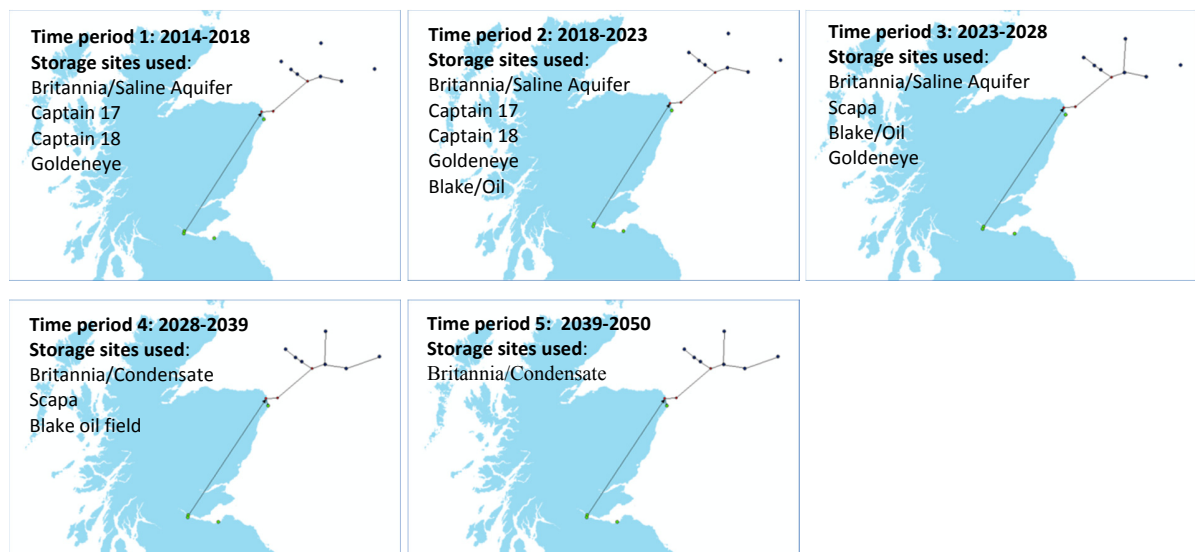 Time period 1: 2014-2018
Storage sites used:
Britannia/Saline Aquifer
Captain 17
Captain 18
Goldeneye
Time period 2: 2018-2023
Storage sites used:
Britannia/Saline Aquifer
Captain 17
Captain 18
Goldeneye
Blake/Oil
Time period 3: 2023-2028
Storage sites used:
Britannia/Saline Aquifer
Scapa
Blake/Oil
Goldeneye
Time period 4: 2028-2039
Storage sites used:
Britannia/Condensate
Scapa
Blake oil field
Time period 5: 2039-2050
Storage sites used:
Britannia/Condensate